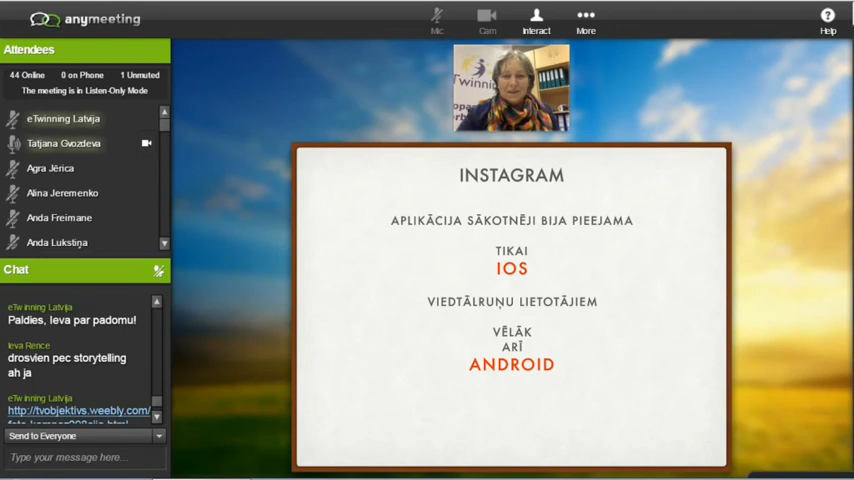 anymeeting
Mic
Cam
Interact
More
Help
Attendees
44 Online 0 on Phone 1 Unmuted
The meeting is in Listen-Only Mode
eTwinning Latvija
Tatjana Gvozdeva
Agra Jērica
Alina Jeremenko
Anda Freimane
Anda Lukstiņa
Chat
eTwinning Latvija
Paldies, Ieva par padomu!
Ieva Rence
drosvien pec storytelling
ah ja
eTwinning Latvija
http://tvobjektivs.weebly.com/
Send to Everyone
Type your message here...
INSTAGRAM
APLIKĀCIJA SĀKOTNĒJI BIJA PIEEJAMA
TIKAI
IOS
VIEDTĀLRUŅU LIETOTĀJIEM
VĒLĀK
ARĪ
ANDROID